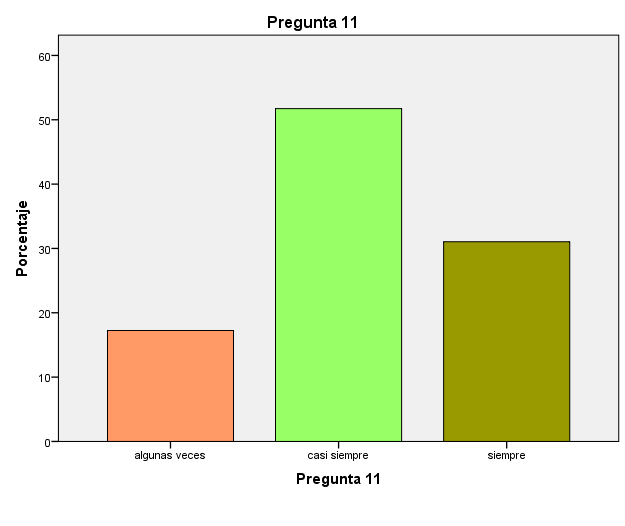 Pregunta 11
Porcentaje
60
50
40
30
20
10
0
algunas veces
casi siempre
siempre
Pregunta 11